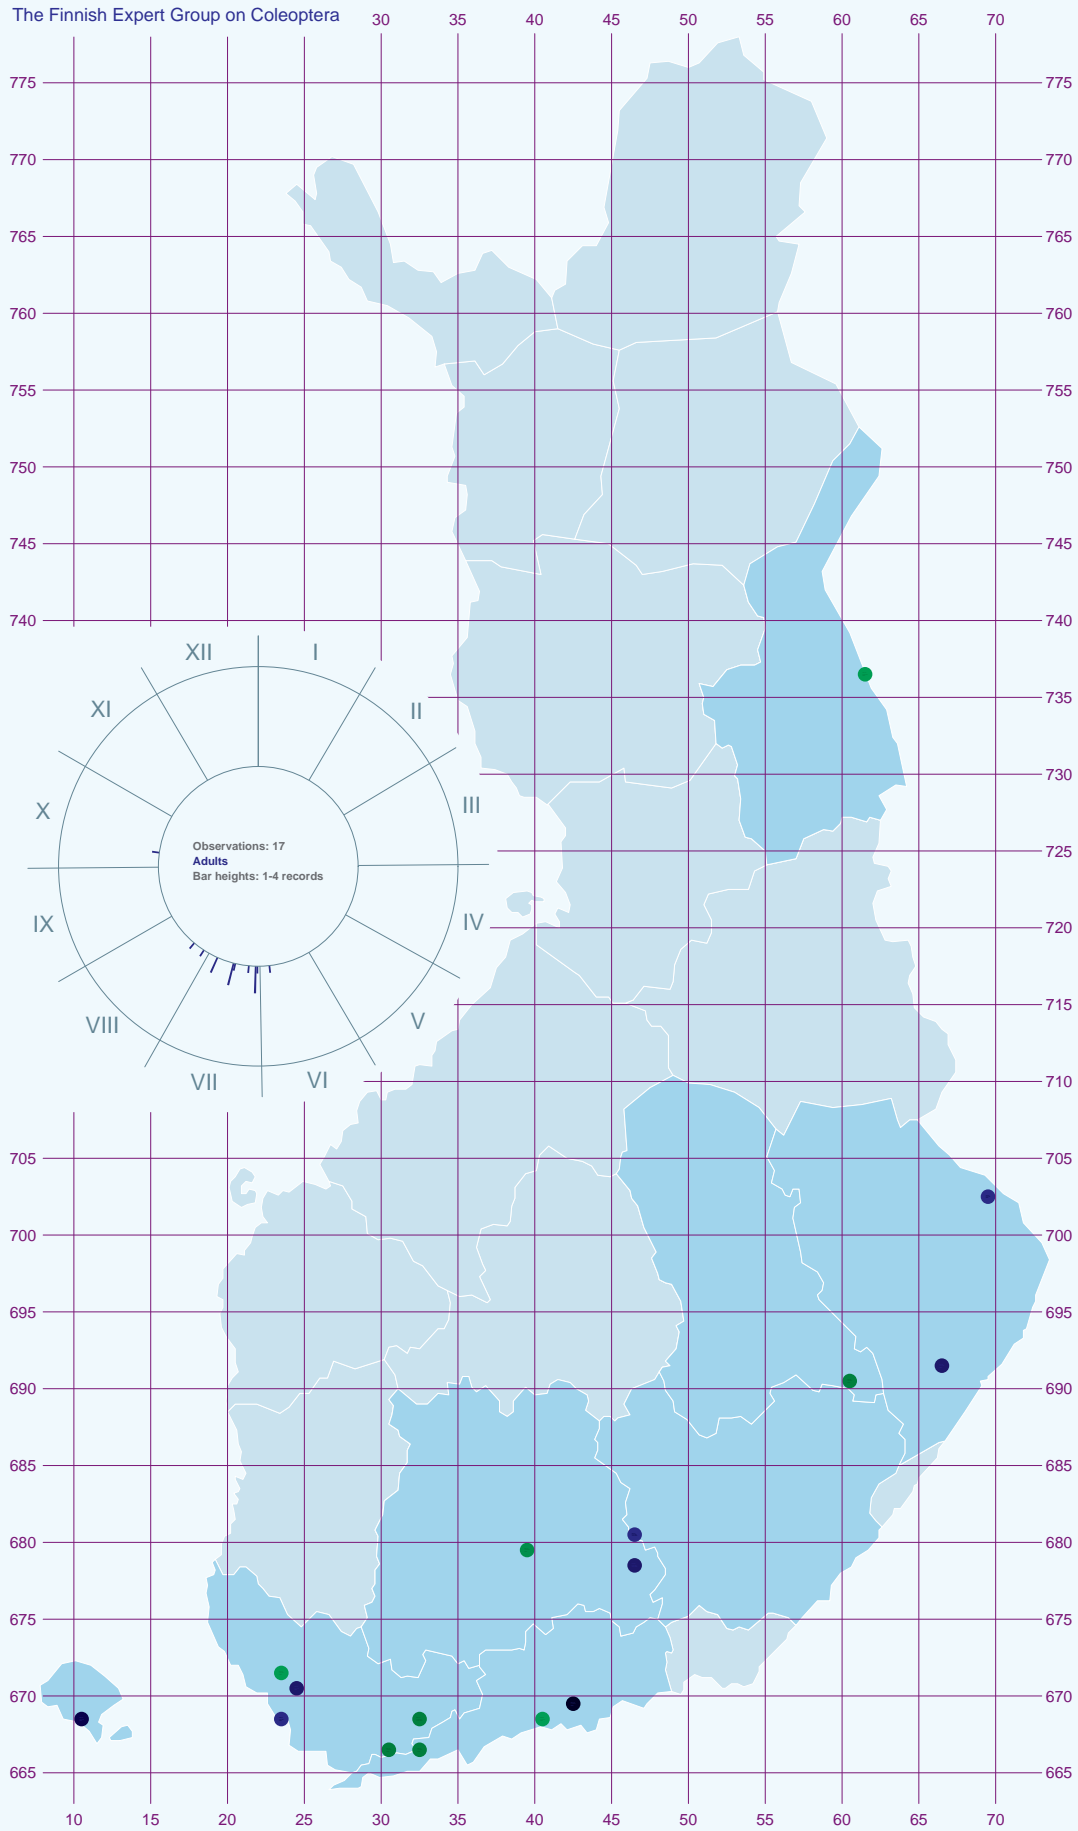 The Finnish Expert Group on Coleoptera
30 35 40 45 50 55 60 65 70
775 775
770 770
765 765
760 760
755 755
750 750
745 745
740 740
XII I
XI II
735
X III
730
Observations: 17
Adults
Bar heights: 1-4 records
725
IX IV
720
VIII V
715
VII VI
710
705 705
700 700
695 695
690 690
685 685
680 680
675 675
670 670
665 665
10 15 20 25 30 35 40 45 50 55 60 65 70